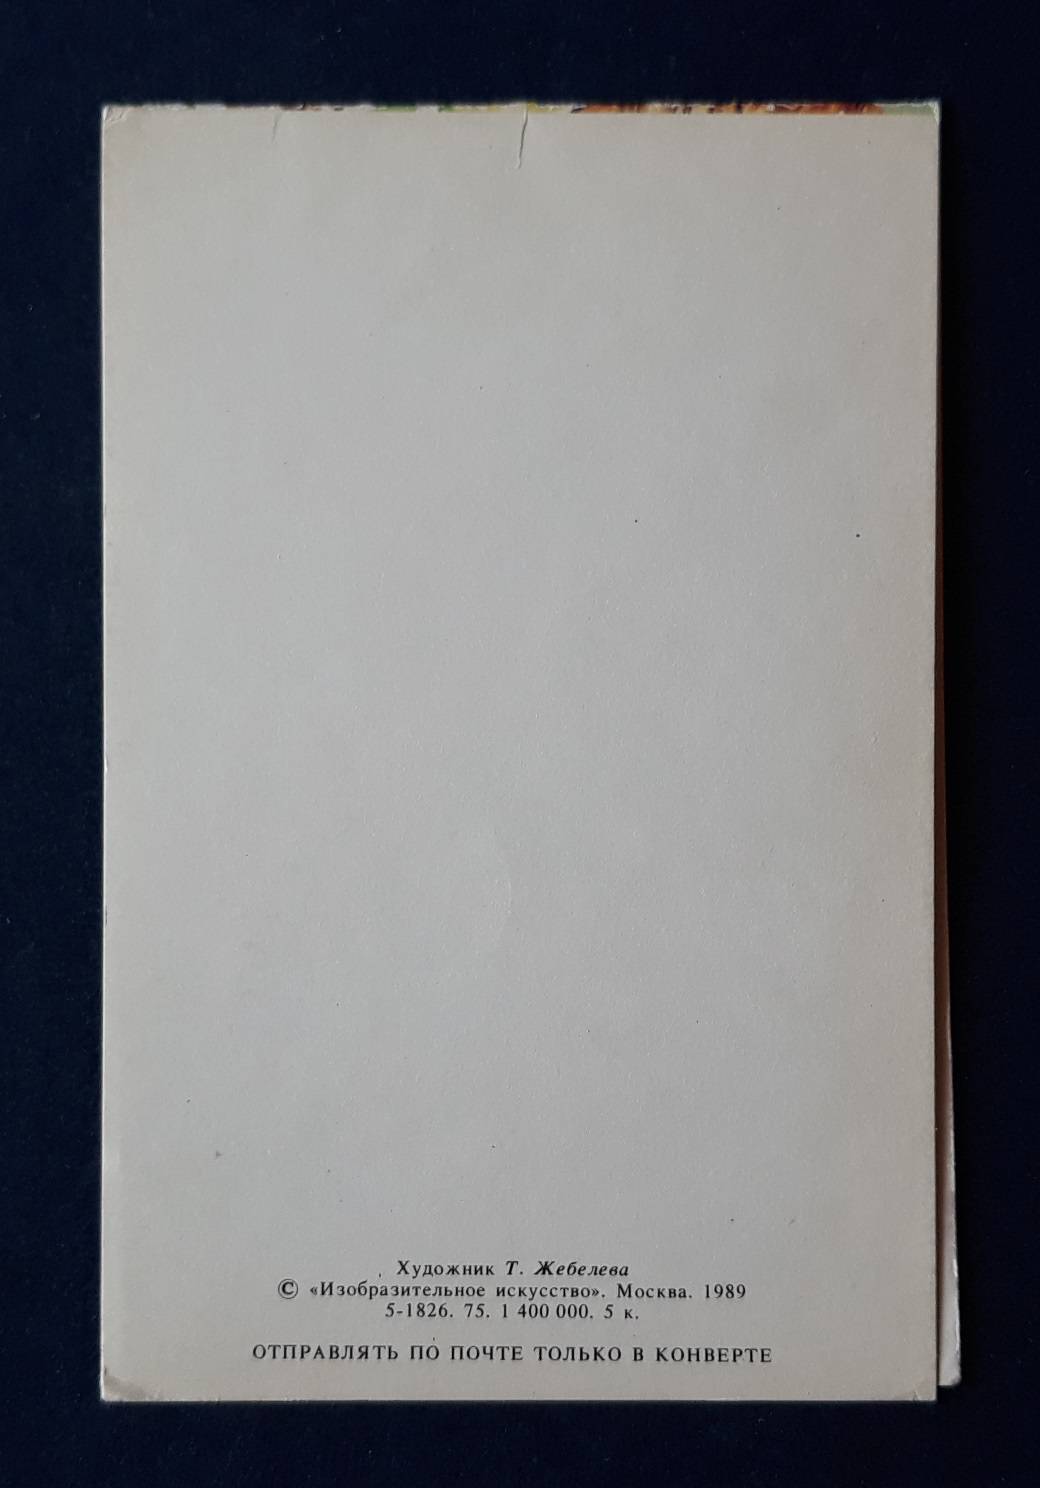 Художник Т. Жебелева
© «Изобразительное искусство». Москва. 1989
5-1826. 75. 1 400 000. 5 к.
ОТПРАВЛЯТЬ ПО ПОЧТЕ ТОЛЬКО В КОНВЕРТЕ